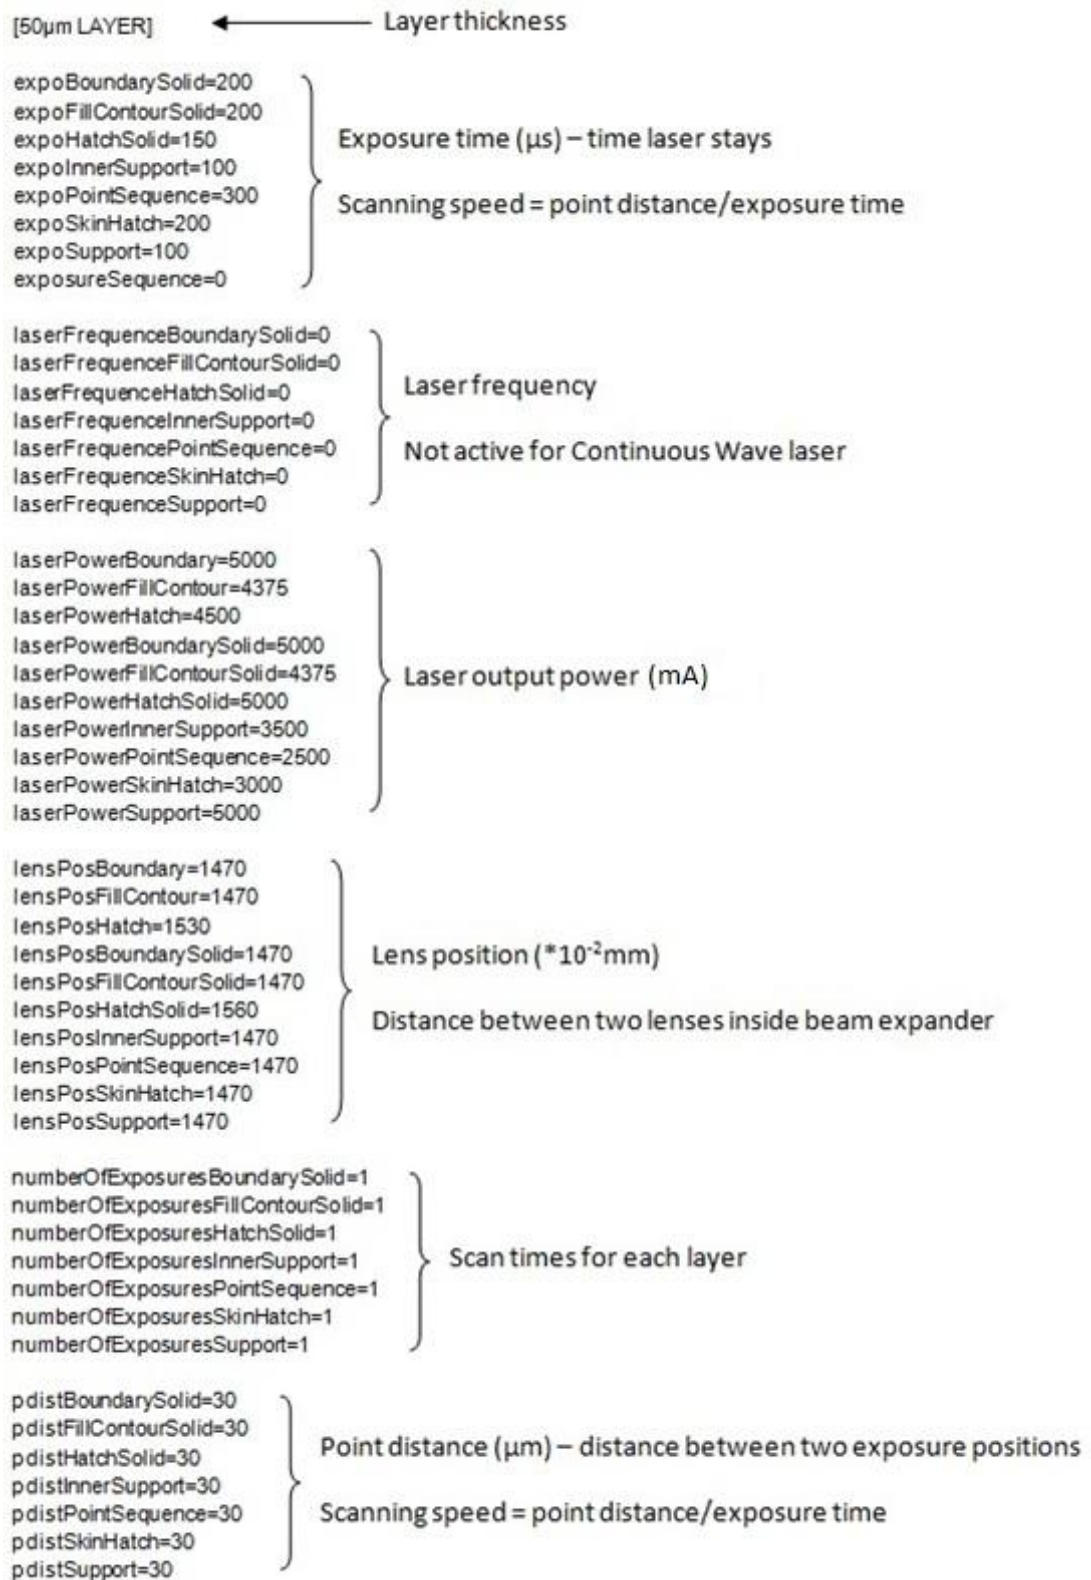 [50µm LAYER] Layer thickness
expoBoundarySolid=200
expoFillContourSolid=200
expoHatchSolid=150
expoInnerSupport=100
expoPointSequence=300
expoSkinHatch=200
expoSupport=100
exposureSequence=0
Exposure time (µs) – time laser stays
Scanning speed = point distance/exposure time
laserFrequenceBoundarySolid=0
laserFrequenceFillContourSolid=0
laserFrequenceHatchSolid=0
laserFrequenceInnerSupport=0
laserFrequencePointSequence=0
laserFrequenceSkinHatch=0
laserFrequenceSupport=0
Laser frequency
Not active for Continuous Wave laser
laserPowerBoundary=5000
laserPowerFillContour=4375
laserPowerHatch=4500
laserPowerBoundarySolid=5000
laserPowerFillContourSolid=4375
laserPowerHatchSolid=5000
laserPowerInnerSupport=3500
laserPowerPointSequence=2500
laserPowerSkinHatch=3000
laserPowerSupport=5000
Laser output power (mA)
lensPosBoundary=1470
lensPosFillContour=1470
lensPosHatch=1530
lensPosBoundarySolid=1470
lensPosFillContourSolid=1470
lensPosHatchSolid=1560
lensPosInnerSupport=1470
lensPosPointSequence=1470
lensPosSkinHatch=1470
lensPosSupport=1470
Lens position (*10⁻²mm)
Distance between two lenses inside beam expander
numberOfExposuresBoundarySolid=1
numberOfExposuresFillContourSolid=1
numberOfExposuresHatchSolid=1
numberOfExposuresInnerSupport=1
numberOfExposuresPointSequence=1
numberOfExposuresSkinHatch=1
numberOfExposuresSupport=1
Scan times for each layer
pdistBoundarySolid=30
pdistFillContourSolid=30
pdistHatchSolid=30
pdistInnerSupport=30
pdistPointSequence=30
pdistSkinHatch=30
pdistSupport=30
Point distance (µm) – distance between two exposure positions
Scanning speed = point distance/exposure time